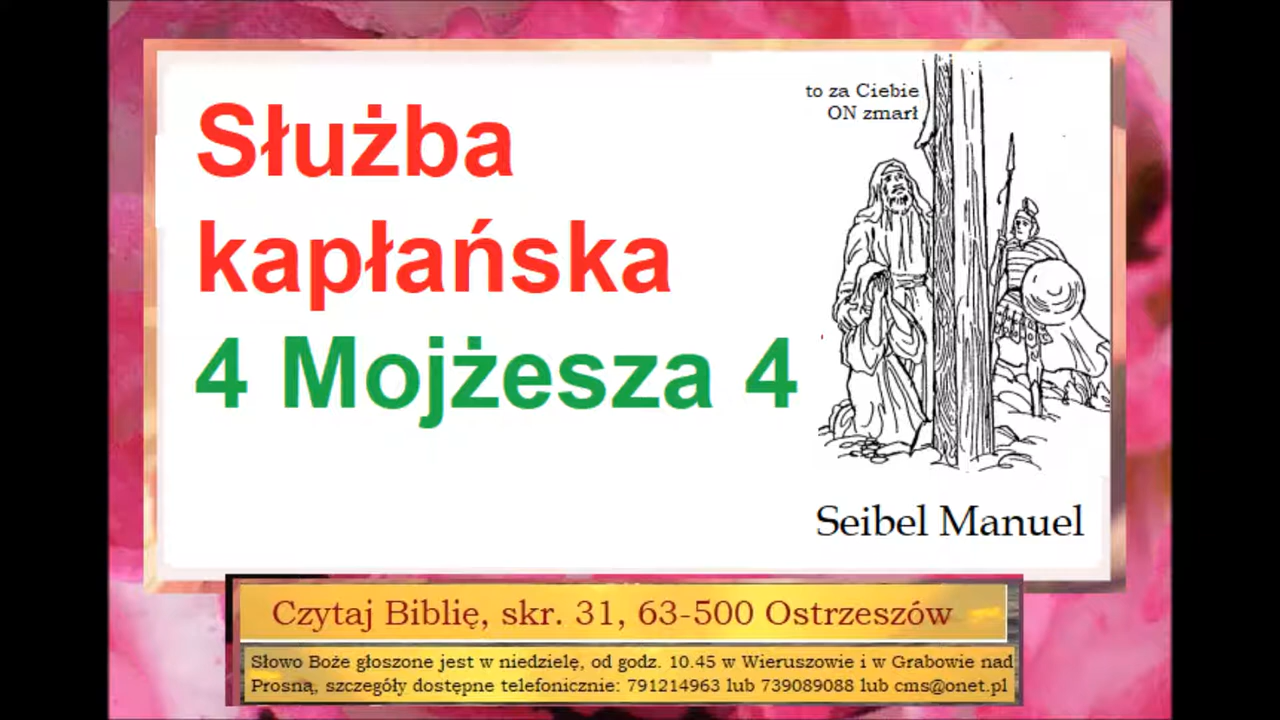 Służba
kapłańska
4 Mojżesza 4
to za Ciebie
ON zmarł
Seibel Manuel
Czytaj Biblię, skr. 31, 63-500 Ostrzeszów
Słowo Boże głoszone jest w niedzielę, od godz. 10.45 w Wieruszowie i w Grabowie nad
Prosną, szczegóły dostępne telefonicznie: 791214963 lub 739089088 lub cms@onet.pl